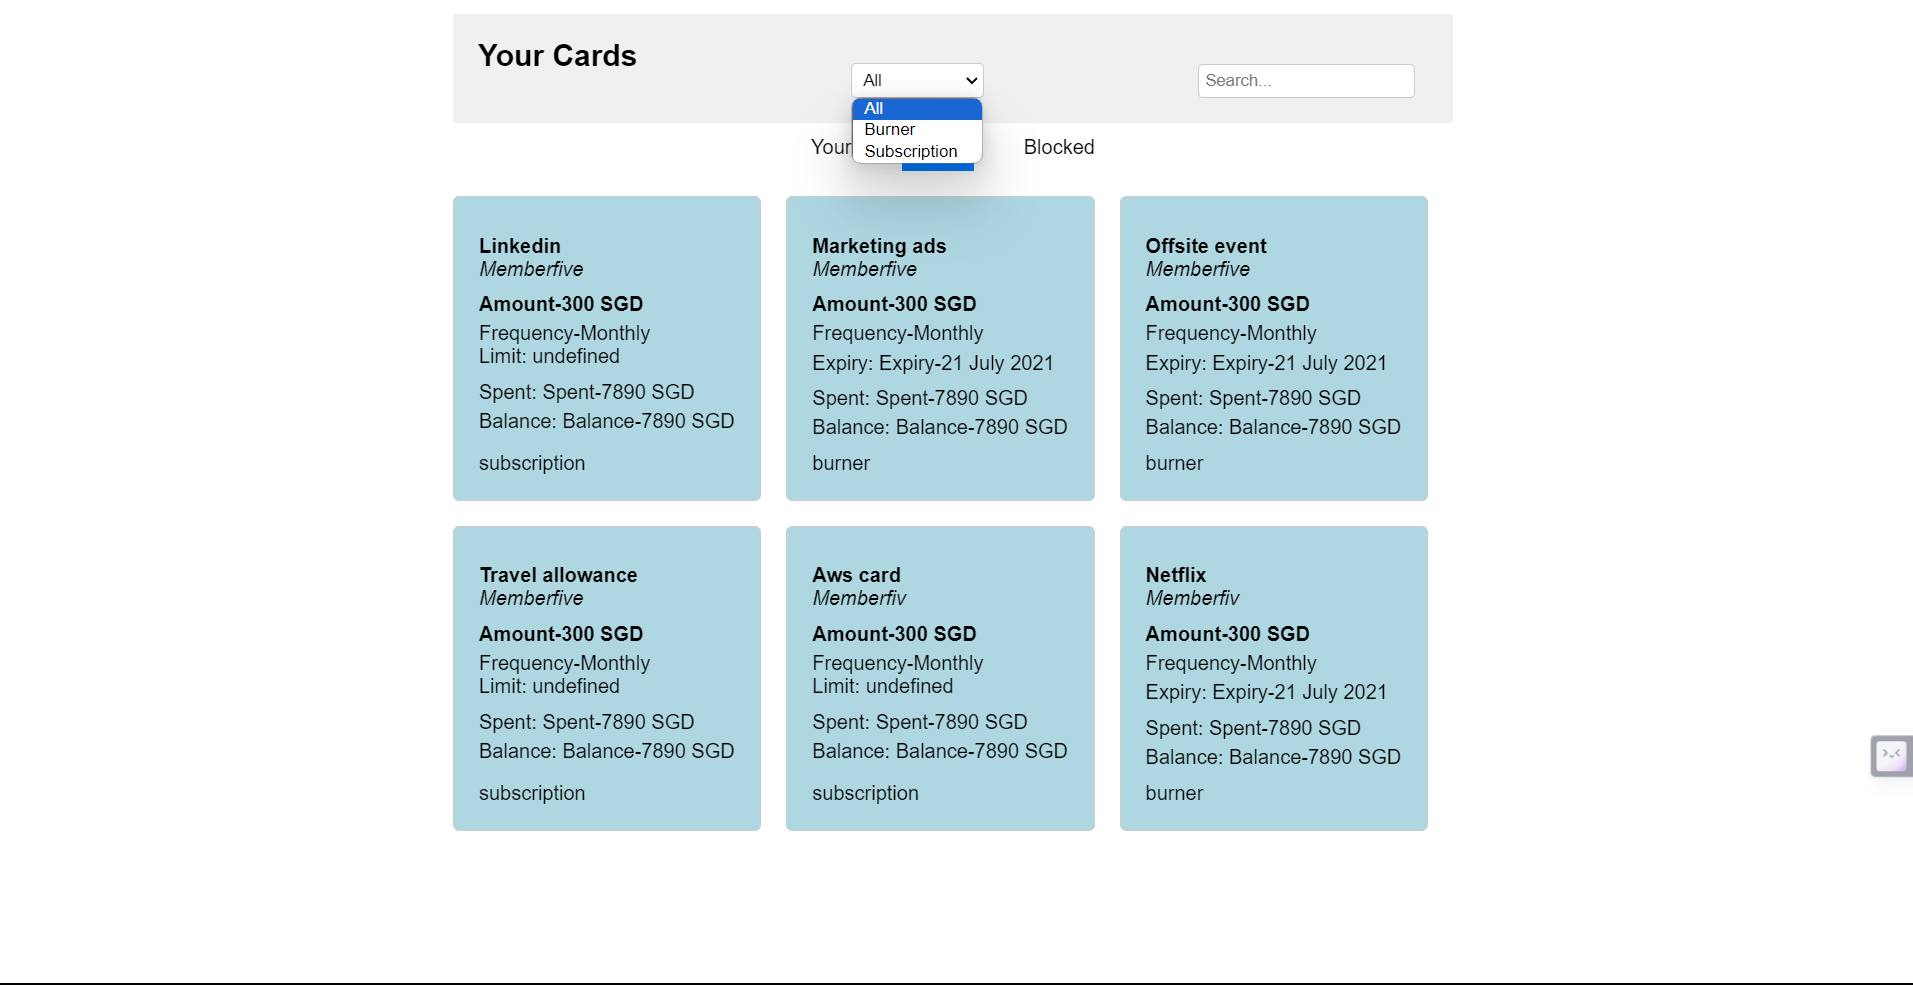 Your Cards
All
Search...
All
Burner
Subscription
Your
Blocked
Linkedin
Memberfive
Amount-300 SGD
Frequency-Monthly
Limit: undefined
Spent: Spent-7890 SGD
Balance: Balance-7890 SGD
subscription
Marketing ads
Memberfive
Amount-300 SGD
Frequency-Monthly
Expiry: Expiry-21 July 2021
Spent: Spent-7890 SGD
Balance: Balance-7890 SGD
burner
Offsite event
Memberfive
Amount-300 SGD
Frequency-Monthly
Expiry: Expiry-21 July 2021
Spent: Spent-7890 SGD
Balance: Balance-7890 SGD
burner
Travel allowance
Memberfive
Amount-300 SGD
Frequency-Monthly
Limit: undefined
Spent: Spent-7890 SGD
Balance: Balance-7890 SGD
subscription
Aws card
Memberfiv
Amount-300 SGD
Frequency-Monthly
Limit: undefined
Spent: Spent-7890 SGD
Balance: Balance-7890 SGD
subscription
Netflix
Memberfiv
Amount-300 SGD
Frequency-Monthly
Expiry: Expiry-21 July 2021
Spent: Spent-7890 SGD
Balance: Balance-7890 SGD
burner